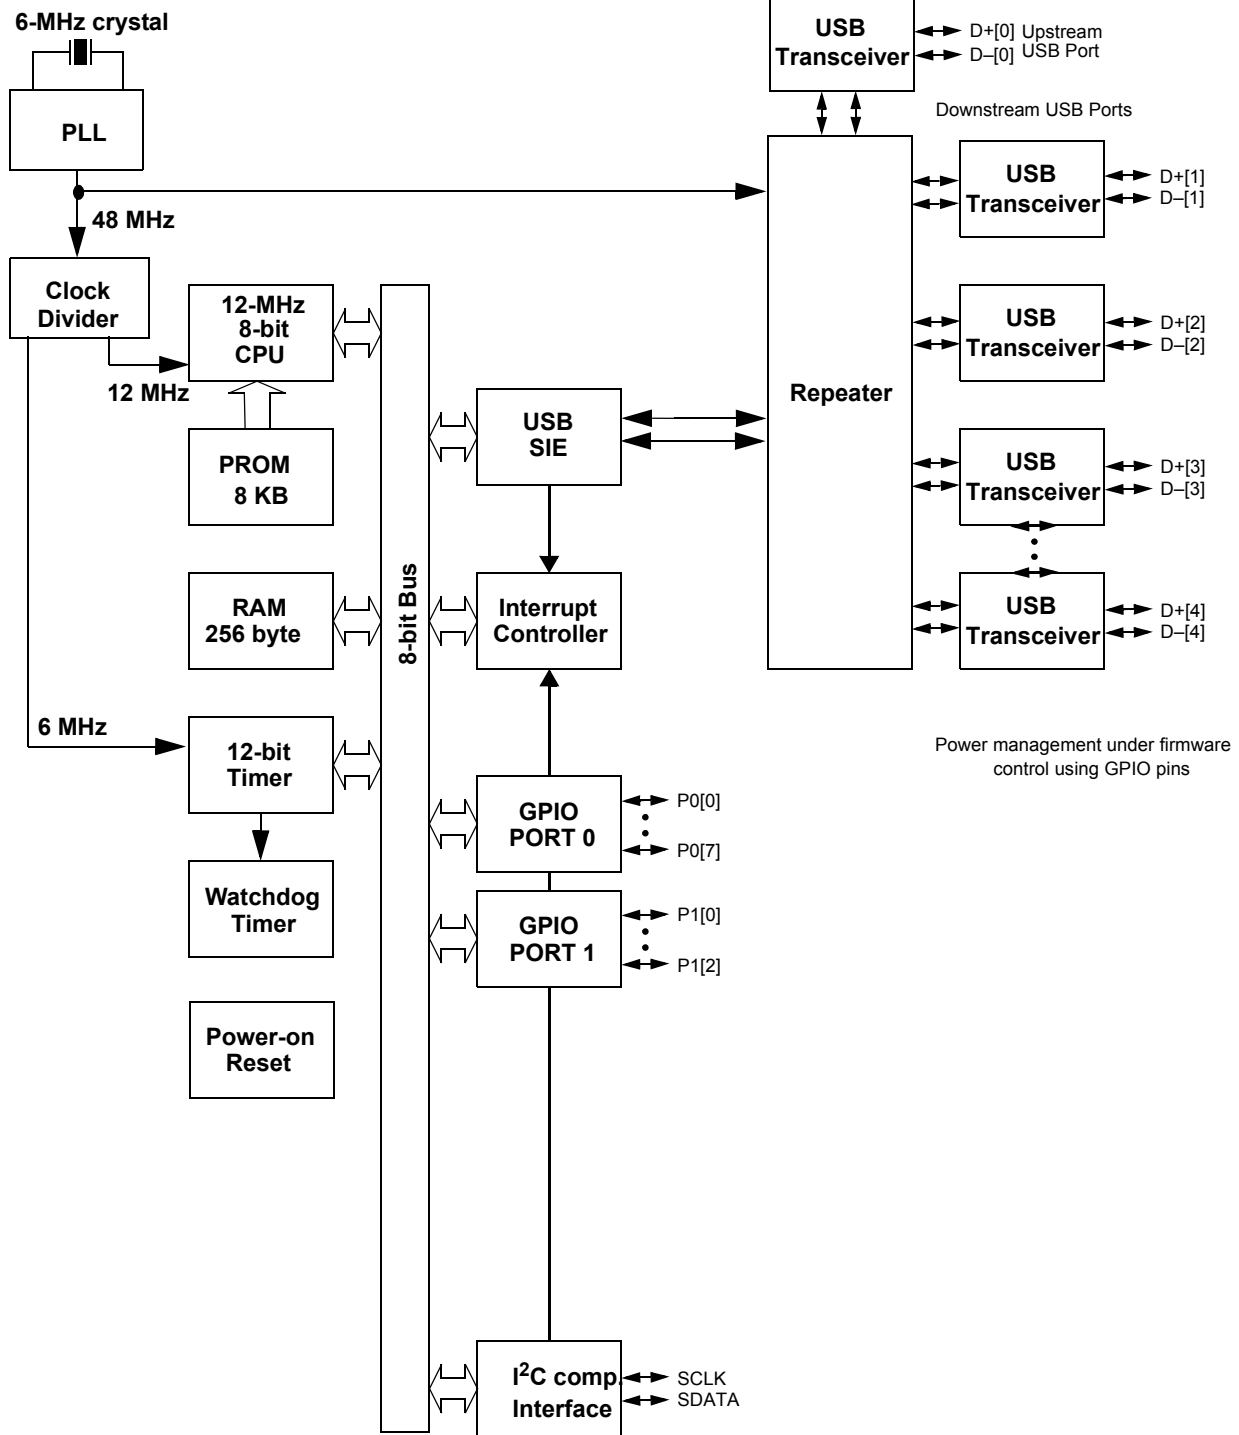 6-MHz crystal
PLL
48 MHz
Clock
Divider
12 MHz
6 MHz
12-MHz
8-bit
CPU
PROM
8 KB
RAM
256 byte
12-bit
Timer
Watchdog
Timer
Power-on
Reset
8-bit Bus
USB
SIE
Interrupt
Controller
GPIO
PORT 0
P0[0]
P0[7]
GPIO
PORT 1
P1[0]
P1[2]
I²C comp.
Interface
SCLK
SDATA
USB
Transceiver
D+[0] Upstream
D–[0] USB Port
Downstream USB Ports
Repeater
USB
Transceiver
D+[1]
D–[1]
USB
Transceiver
D+[2]
D–[2]
USB
Transceiver
D+[3]
D–[3]
USB
Transceiver
D+[4]
D–[4]
Power management under firmware
control using GPIO pins